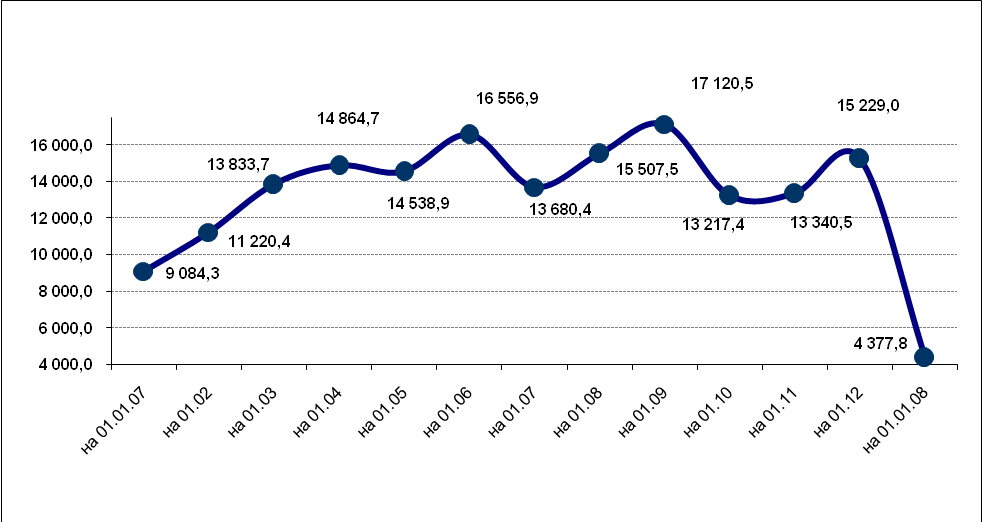 17 120,5
16 556,9
15 229,0
14 864,7
16 000,0
13 833,7
15 507,5
14 000,0
14 538,9
13 680,4
12 000,0
13 217,4
13 340,5
11 220,4
10 000,0
9 084,3
8 000,0
6 000,0
4 377,8
4 000,0
на 01.01.07
на 01.02
на 01.03
на 01.04
на 01.05
на 01.06
на 01.07
на 01.08
на 01.09
на 01.10
на 01.11
на 01.12
на 01.01.08